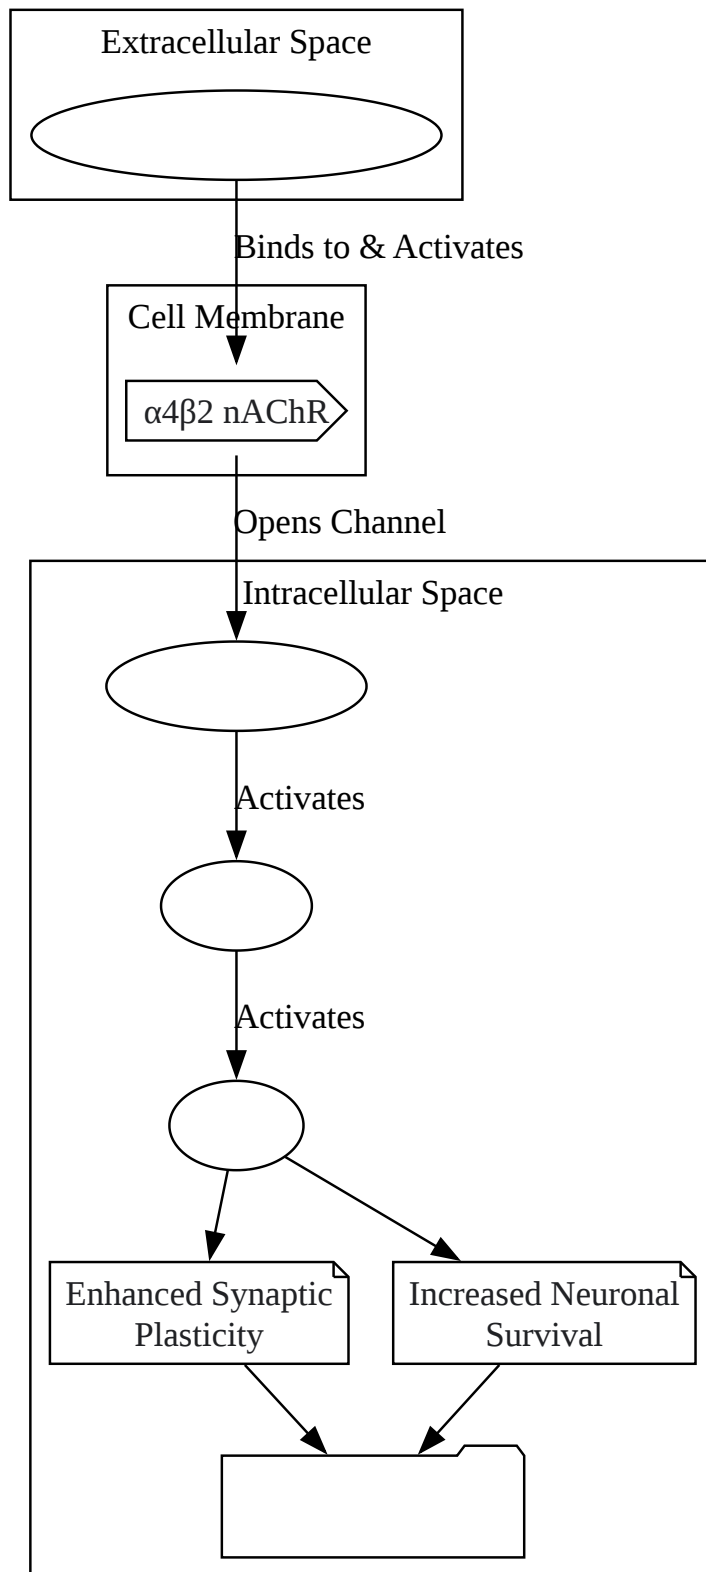 Extracellular Space
Binds to & Activates
Cell Membrane
α4β2 nAChR
Opens Channel
Intracellular Space
Activates
Activates
Enhanced Synaptic
Plasticity
Increased Neuronal
Survival